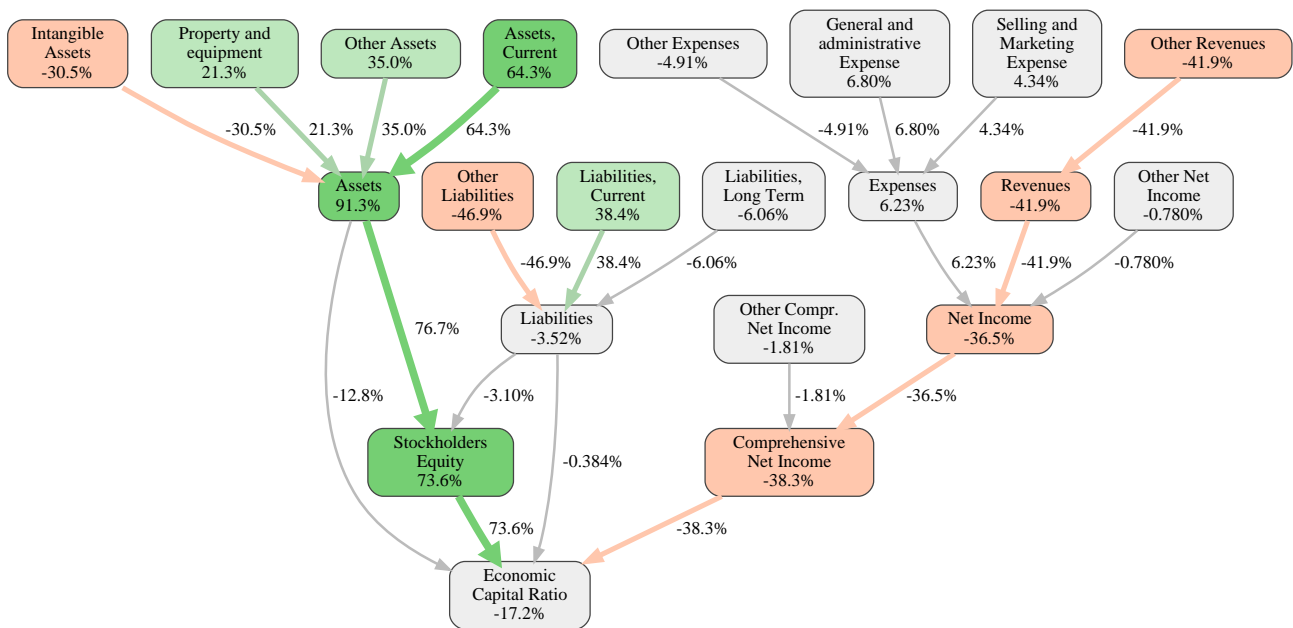 Intangible
Assets
-30.5%
Property and
equipment
21.3%
Other Assets
35.0%
Assets,
Current
64.3%
Other Expenses
-4.91%
General and
administrative
Expense
6.80%
Selling and
Marketing
Expense
4.34%
Other Revenues
-41.9%
-30.5%
21.3%
35.0%
64.3%
-4.91%
6.80%
4.34%
-41.9%
Assets
91.3%
Other
Liabilities
-46.9%
Liabilities,
Current
38.4%
Liabilities,
Long Term
-6.06%
Expenses
6.23%
Revenues
-41.9%
Other Net
Income
-0.780%
-46.9%
38.4%
-6.06%
6.23%
-41.9%
-0.780%
Liabilities
-3.52%
Other Compr.
Net Income
-1.81%
Net Income
-36.5%
76.7%
-12.8%
-3.10%
-1.81%
-36.5%
Stockholders
Equity
73.6%
-0.384%
Comprehensive
Net Income
-38.3%
73.6%
-38.3%
Economic
Capital Ratio
-17.2%